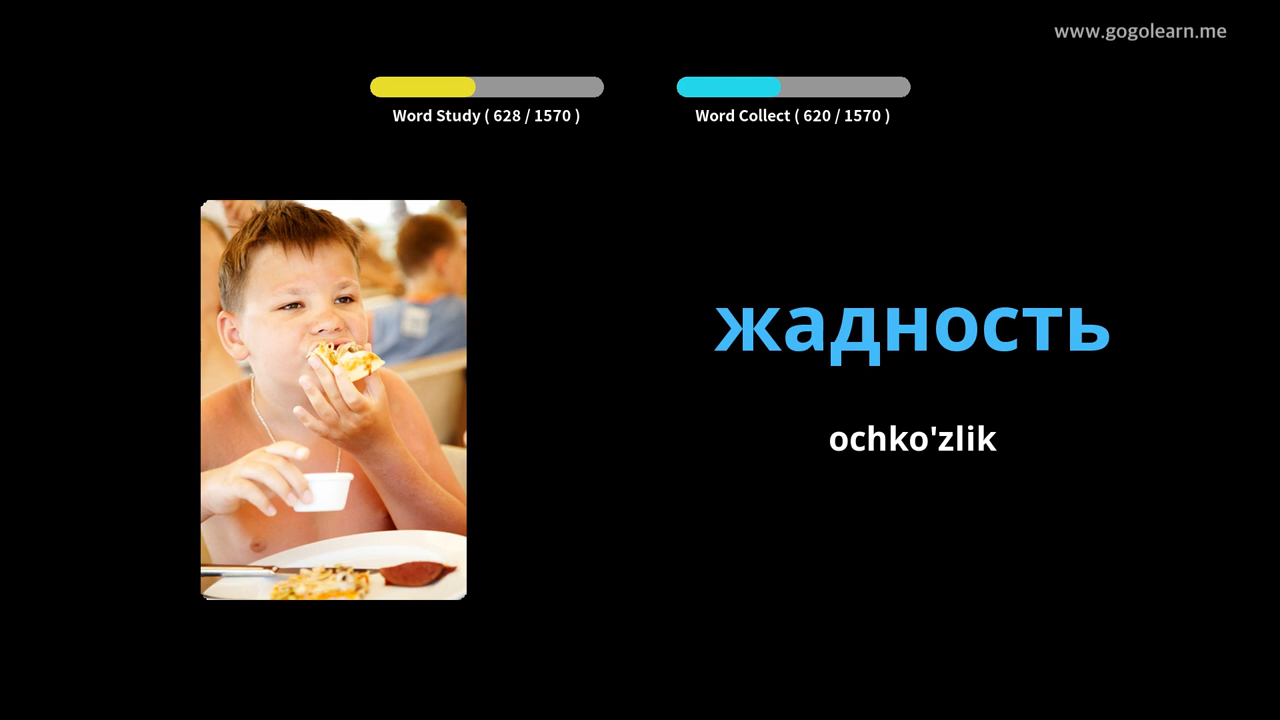 www.gogolearn.me
Word Study ( 628 / 1570 )
Word Collect ( 620 / 1570 )
жадность
ochko'zlik